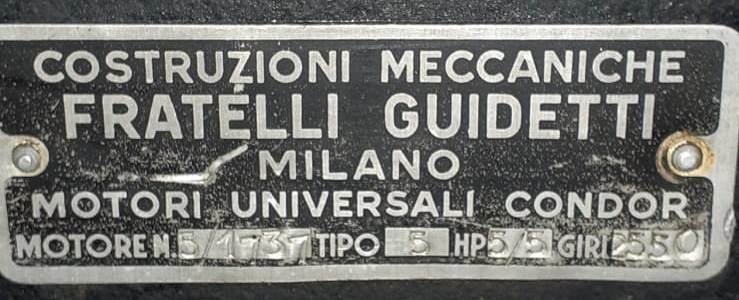 COSTRUZIONI MECCANICHE
FRATELLI GUIDETTI
MILANO
MOTORI UNIVERSALI CONDOR
MOTORE N. 5/1737 TIPO 5 HP 5/5 GIRI 2550